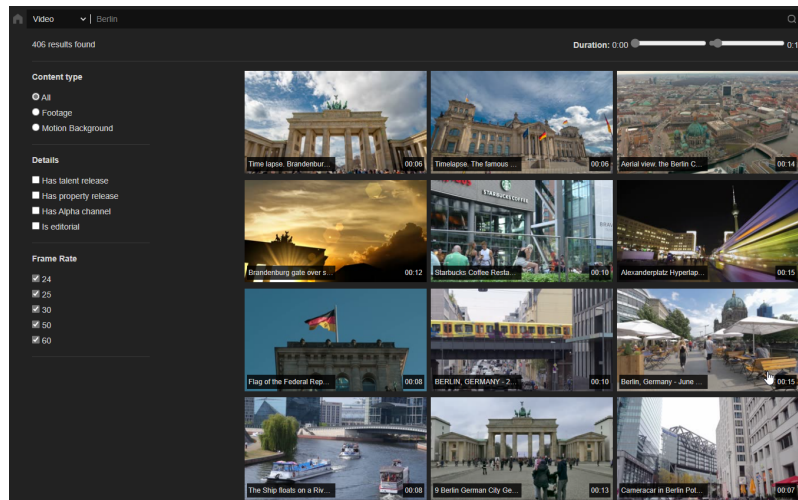 Video
Berlin
406 results found
Duration: 0:00
0:1
Content type
All
Footage
Motion Background
Details
Has talent release
Has property release
Has Alpha channel
Is editorial
Frame Rate
24
25
30
50
60
Time lapse. Brandenbur... 00:06
Timelapse. The famous ... 00:06
Aerial view. the Berlin C... 00:14
Brandenburg gate over s... 00:12
STARBUCKS COFFEE
Starbucks Coffee Resta... 00:10
Alexanderplatz Hyperlap... 00:15
Flag of the Federal Rep... 00:08
BERLIN, GERMANY - 2... 00:10
Berlin, Germany - June ... 00:15
The Ship floats on a Riv... 00:08
9 Berlin German City Ge... 00:13
Cameracar in Berlin Pot... 00:07